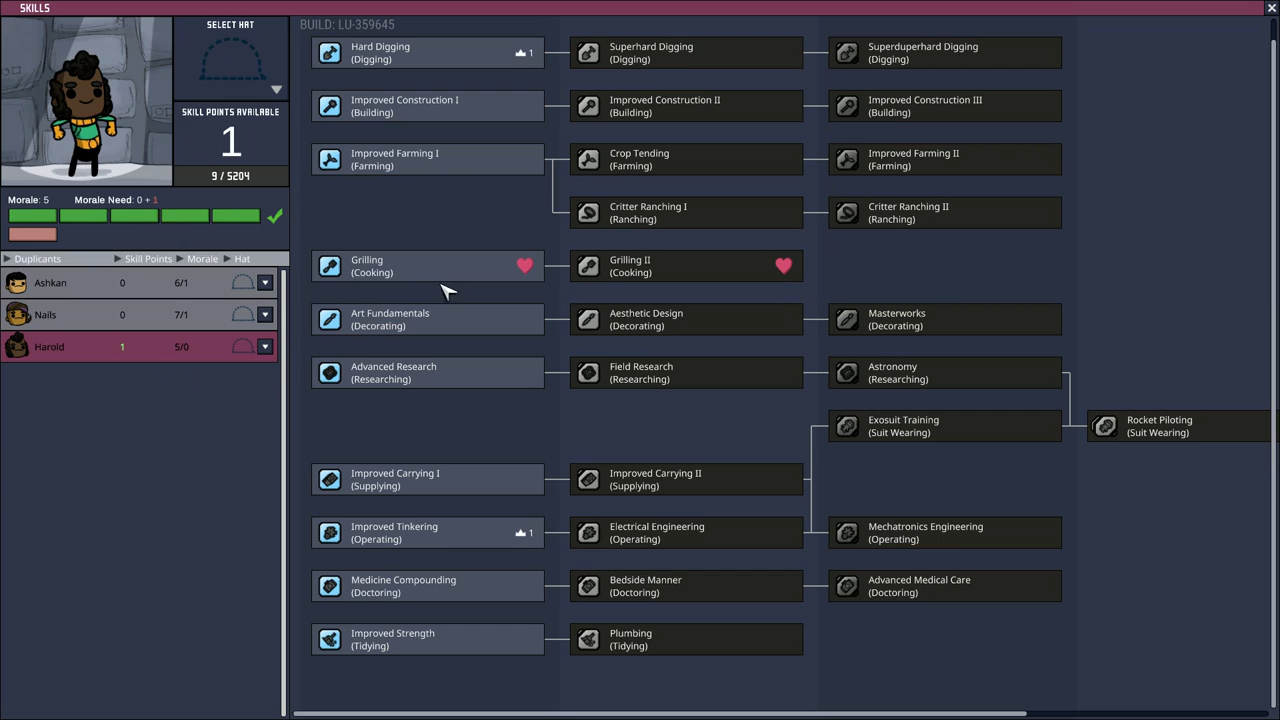 SKILLS
BUILD: LU-359645
SELECT HAT
SKILL POINTS AVAILABLE
1
9 / 5204
Morale: 5 Morale Need: 0 + 1
Duplicants Skill Points Morale Hat
Ashkan 0 6/1
Nails 0 7/1
Harold 1 5/0
Hard Digging
(Digging)
1
Superhard Digging
(Digging)
Superduperhard Digging
(Digging)
Improved Construction I
(Building)
Improved Construction II
(Building)
Improved Construction III
(Building)
Improved Farming I
(Farming)
Crop Tending
(Farming)
Improved Farming II
(Farming)
Critter Ranching I
(Ranching)
Critter Ranching II
(Ranching)
Grilling
(Cooking)
Grilling II
(Cooking)
Art Fundamentals
(Decorating)
Aesthetic Design
(Decorating)
Masterworks
(Decorating)
Advanced Research
(Researching)
Field Research
(Researching)
Astronomy
(Researching)
Exosuit Training
(Suit Wearing)
Rocket Piloting
(Suit Wearing)
Improved Carrying I
(Supplying)
Improved Carrying II
(Supplying)
Improved Tinkering
(Operating)
1
Electrical Engineering
(Operating)
Mechatronics Engineering
(Operating)
Medicine Compounding
(Doctoring)
Bedside Manner
(Doctoring)
Advanced Medical Care
(Doctoring)
Improved Strength
(Tidying)
Plumbing
(Tidying)